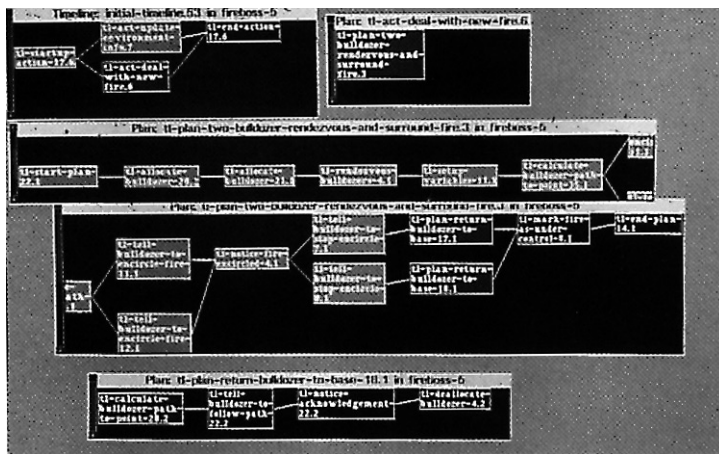 Timeline: initial-timeline.53 in fireboss-5
tl-startup-
action-17.6
tl-act-update-
environment-
info.7
tl-act-deal-
with-new-
fire.6
tl-end-action-
17.6
Plan: tl-act-deal-with-new-fire.6
tl-plan-two-
bulldozer-
rendezvous-and-
surround-
fire.3
Plan: tl-plan-two-bulldozer-rendezvous-and-surround-fire.3 in fireboss-5
tl-start-plan-
22.1
tl-allocate-
bulldozer-20.2
tl-allocate-
bulldozer-21.1
tl-rendezvous-
bulldozers-4.1
tl-setup-
variables-11.1
tl-calculate-
bulldozer-path-
to-point-35.1
Plan: tl-plan-two-bulldozer-rendezvous-and-surround-fire.3 in fireboss-5
tl-tell-
bulldozer-to-
encircle-fire-
11.1
tl-tell-
bulldozer-to-
encircle-fire-
12.1
tl-notice-fire-
encircled-4.1
tl-tell-
bulldozer-to-
stop-encircle-
7.1
tl-tell-
bulldozer-to-
stop-encircle-
8.1
tl-plan-return-
bulldozer-to-
base-17.1
tl-plan-return-
bulldozer-to-
base-18.1
tl-mark-fire-
as-under-
control-4.1
tl-end-plan-
14.1
Plan: tl-plan-return-bulldozer-to-base-18.1 in fireboss-6
tl-calculate-
bulldozer-path-
to-point-28.2
tl-tell-
bulldozer-to-
follow-path-
22.2
tl-notice-
acknowledgement-
22.2
tl-deallocate-
bulldozer-4.2